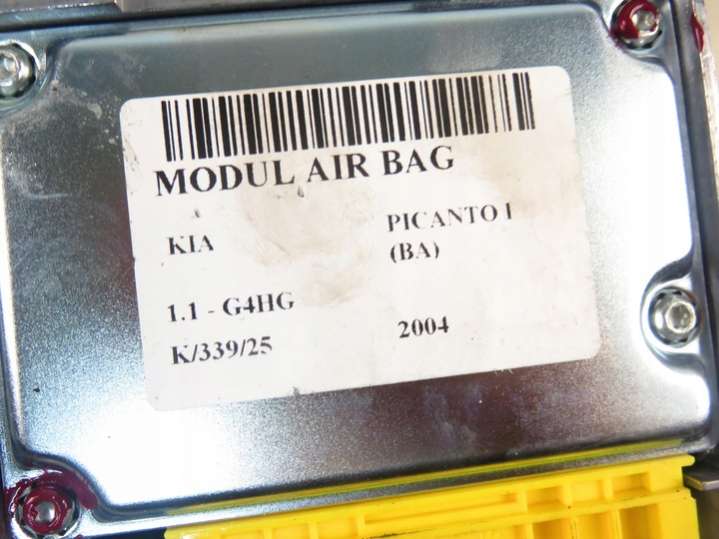 MODUL AIR BAG
KIA
PICANTO I
(BA)
1.1 - G4HG
K/339/25
2004